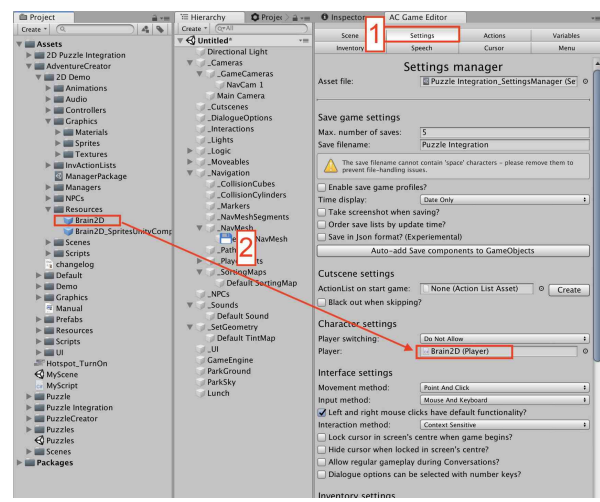 Project
Create
Assets
2D Puzzle Integration
AdventureCreator
2D Demo
Animations
Audio
Controllers
Graphics
Materials
Sprites
Textures
InvActionLists
ManagerPackage
Managers
NPCs
Resources
Brain2D
Brain2D_SpritesUnityComp
Scenes
Scripts
changelog
Default
Demo
Graphics
Manual
Prefabs
Resources
Scripts
UI
Hotspot_TurnOn
MyScene
MyScript
Puzzle
Puzzle Integration
PuzzleCreator
Puzzles
Puzzles
Scenes
Packages
Hierarchy
Projec
Create
Q▾All
Untitled*
Directional Light
_Cameras
_GameCameras
NavCam 1
Main Camera
_Cutscenes
_DialogueOptions
_Interactions
_Lights
_Logic
_Moveables
_Navigation
_CollisionCubes
_CollisionCylinders
_Markers
_NavMeshSegments
_NavMesh
NavMesh
2
_SortingMaps
Default SortingMap
_NPCs
_Sounds
Default Sound
_SetGeometry
Default TintMap
_UI
GameEngine
ParkGround
ParkSky
Lunch
Inspector
AC Game Editor
1
Scene
Settings
Actions
Variables
Inventory
Speech
Cursor
Menu
Settings manager
Asset file:
Puzzle Integration_SettingsManager (Se
Save game settings
Max. number of saves:
5
Save filename:
Puzzle Integration
The save filename cannot contain 'space' characters – please remove them to
prevent file-handling issues.
Enable save game profiles?
Time display:
Date Only
Take screenshot when saving?
Order save lists by update time?
Save in Json format? (Experiemental)
Auto-add Save components to GameObjects
Cutscene settings
ActionList on start game:
None (Action List Asset)
Create
Black out when skipping?
Character settings
Player switching:
Do Not Allow
Player:
Brain2D (Player)
Interface settings
Movement method:
Point And Click
Input method:
Mouse And Keyboard
Left and right mouse clicks have default functionality?
Interaction method:
Context Sensitive
Lock cursor in screen's centre when game begins?
Hide cursor when locked in screen's centre?
Allow regular gameplay during Conversations?
Dialogue options can be selected with number keys?
Inventory settings